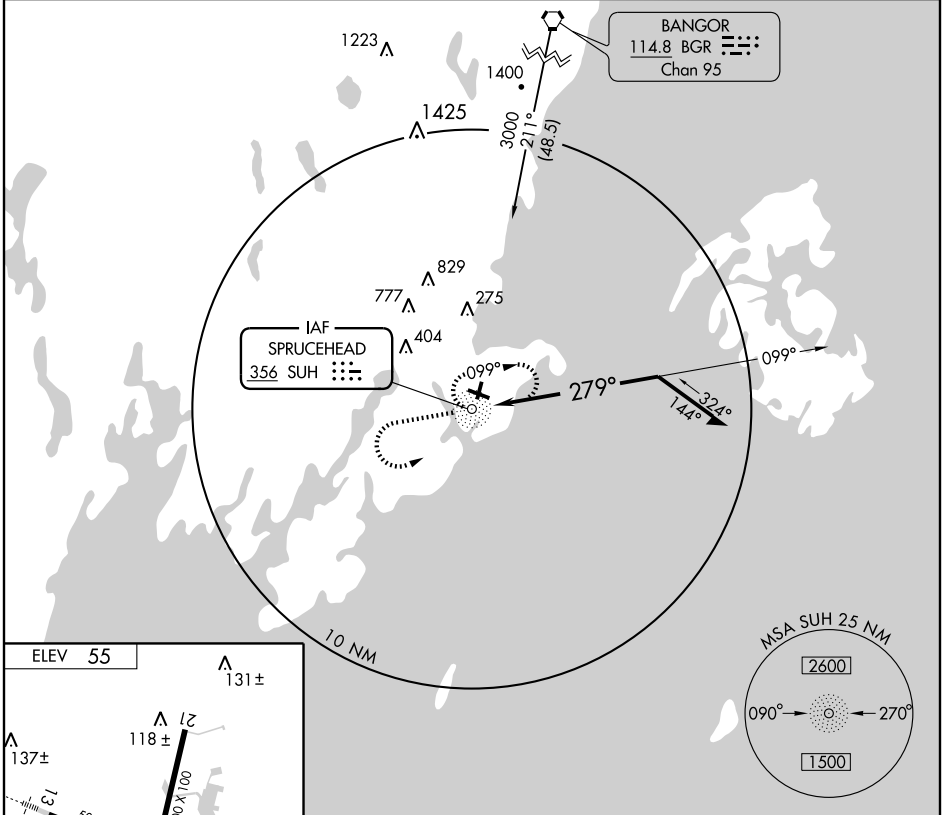 BANGOR
114.8 BGR
Chan 95
1223
1400
1425
3000
211°
(48.5)
829
777
275
404
IAF
SPRUCEHEAD
356 SUH
099°
279°
099°
324°
144°
10 NM
MSA SUH 25 NM
2600
090°
270°
1500
ELEV 55
131±
21
118±
137±
13